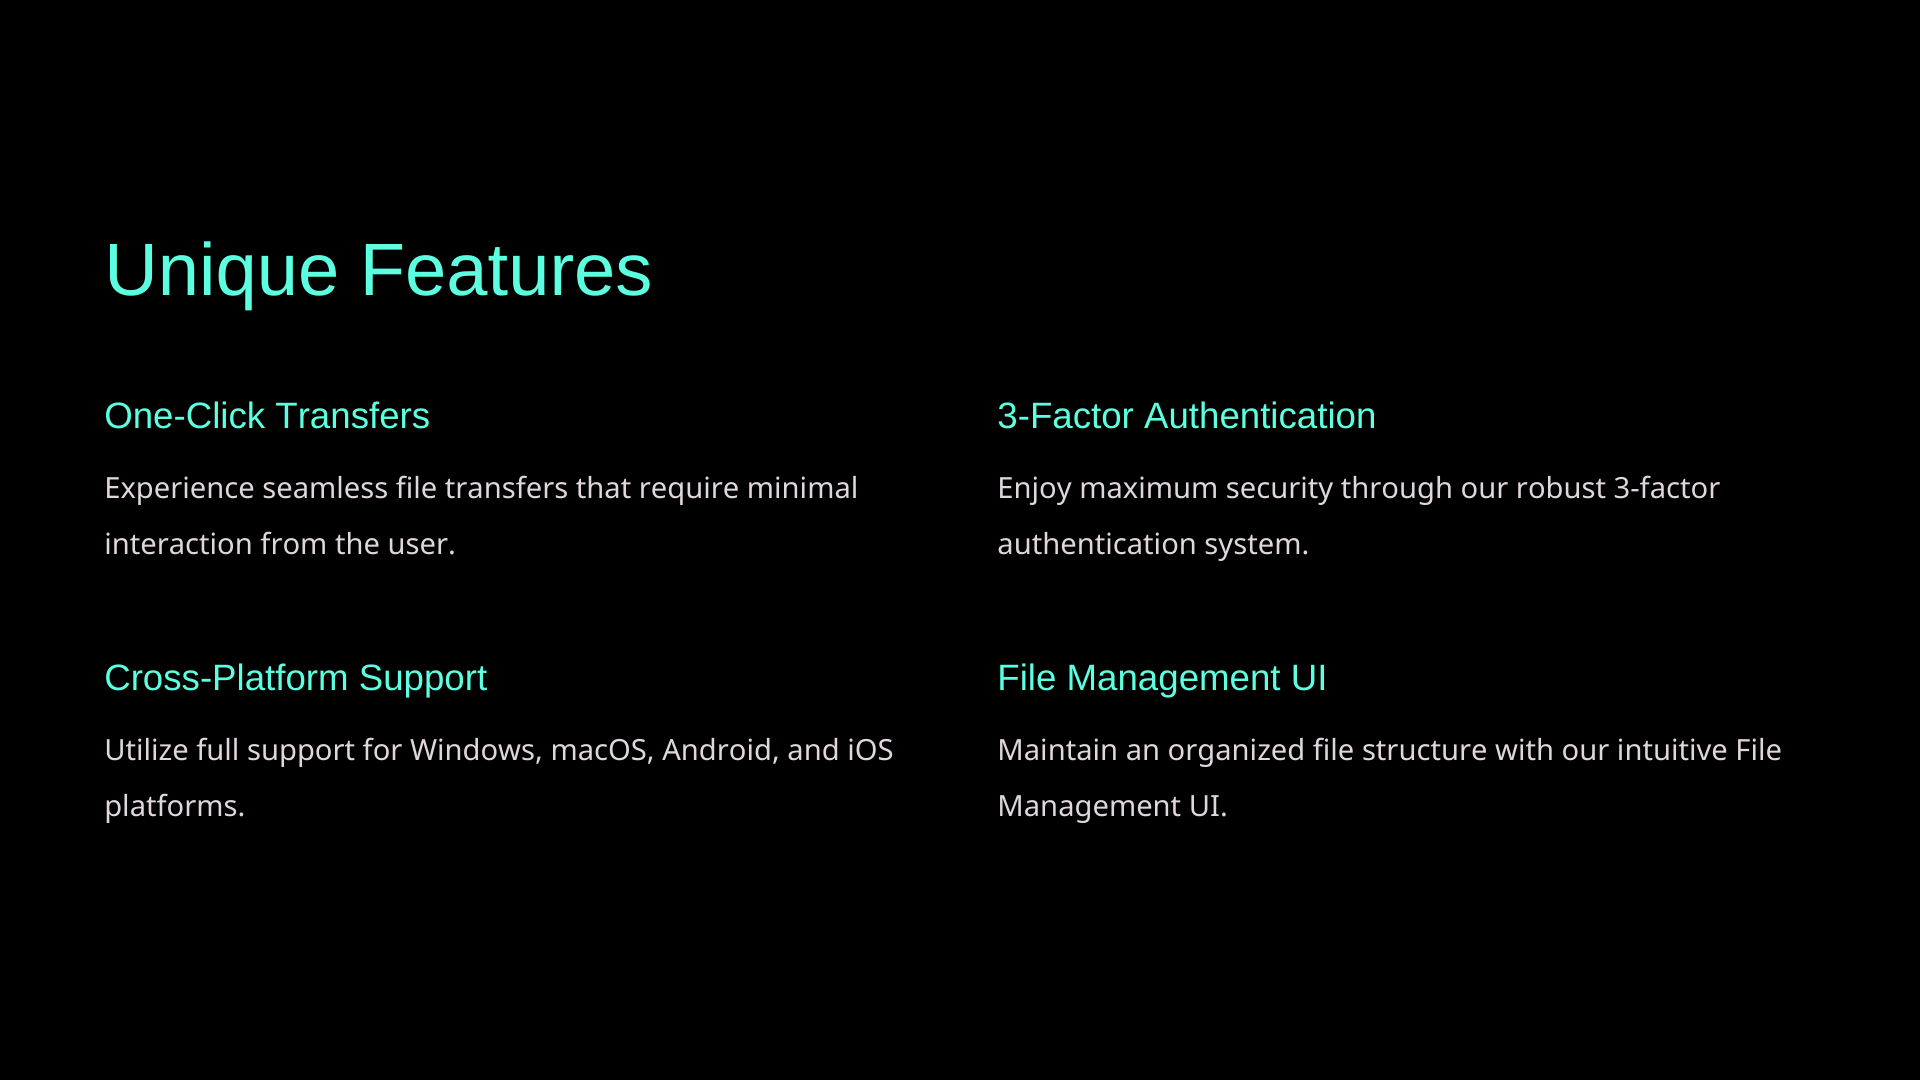 Unique Features
One-Click Transfers
Experience seamless file transfers that require minimal
interaction from the user.
3-Factor Authentication
Enjoy maximum security through our robust 3-factor
authentication system.
Cross-Platform Support
Utilize full support for Windows, macOS, Android, and iOS
platforms.
File Management UI
Maintain an organized file structure with our intuitive File
Management UI.